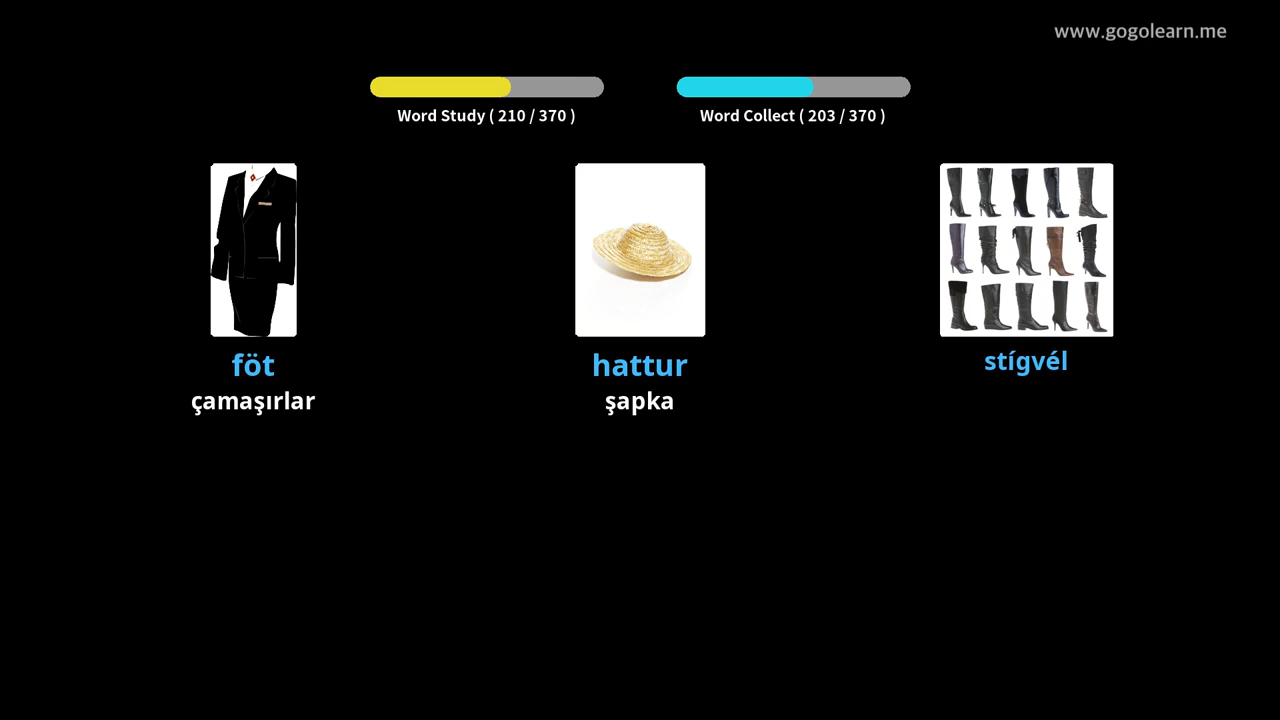 www.gogolearn.me
Word Study ( 210 / 370 )
Word Collect ( 203 / 370 )
föt
hattur
stígvél
çamaşırlar
şapka